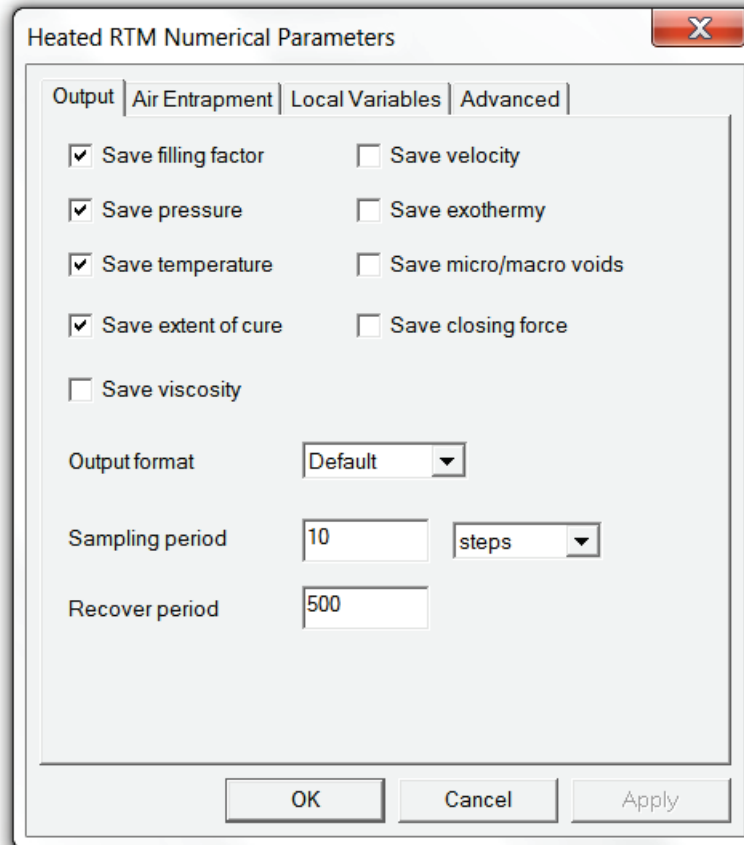 Heated RTM Numerical Parameters
Output Air Entrapment Local Variables Advanced
Save filling factor Save velocity
Save pressure Save exothermy
Save temperature Save micro/macro voids
Save extent of cure Save closing force
Save viscosity
Output format Default
Sampling period 10 steps
Recover period 500
OK Cancel Apply